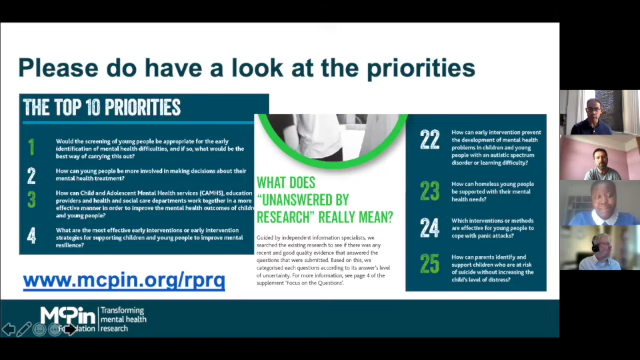 Please do have a look at the priorities
THE TOP 10 PRIORITIES
1
Would the screening of young people be appropriate for the early
identification of mental health difficulties, and if so, what would be the
best way of carrying this out?
2
How can young people be more involved in making decisions about their
mental health treatment?
3
How can Child and Adolescent Mental Health services (CAMHS), education
providers and health and social care departments work together in a more
effective manner in order to improve the mental health outcomes of children
and young people?
4
What are the most effective early interventions or early intervention
strategies for supporting children and young people to improve mental
resilience?
www.mcpin.org/rprq
WHAT DOES
"UNANSWERED BY
RESEARCH" REALLY MEAN?
Guided by independent information specialists, we
searched the existing research to see if there was any
recent and good quality evidence that answered the
questions that were submitted. Based on this, we
categorised each questions according to its answer's level
of uncertainty. For more information, see page 4 of the
supplement 'Focus on the Questions'.
22
How can early intervention prevent
the development of mental health
problems in children and young
people with an autistic spectrum
disorder or learning difficulty?
23
How can homeless young people
be supported with their mental
health needs?
24
Which interventions or methods
are effective for young people to
cope with panic attacks?
25
How can parents identify and
support children who are at risk of
suicide without increasing the
child's level of distress?
McPin
Foundation
Transforming
mental health
research